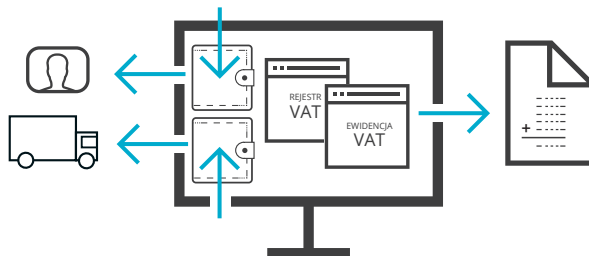 REJESTR
VAT
EWIDENCJA
VAT
+